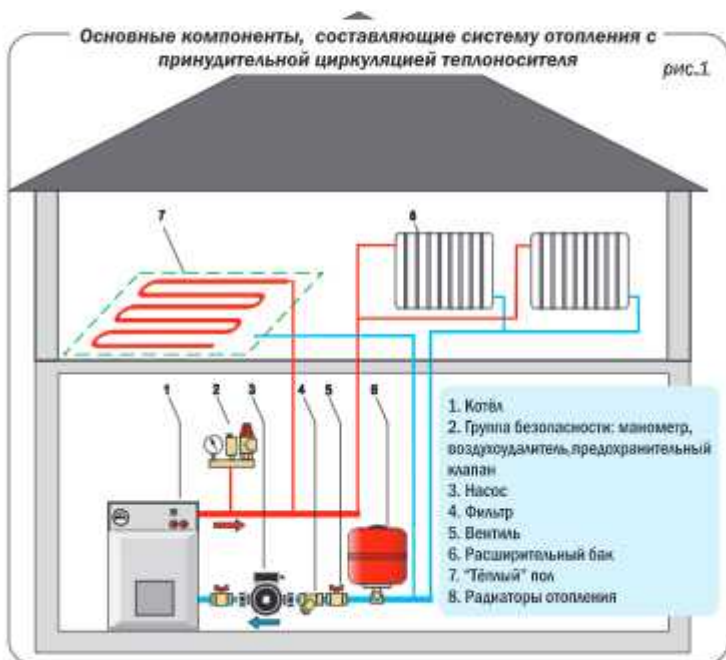 Основные компоненты, составляющие систему отопления с
принудительной циркуляцией теплоносителя
рис.1
7
8
1
2
3
4
5
6
1. Котёл
2. Группа безопасности: манометр,
воздухоудалитель,предохранительный
клапан
3. Насос
4. Фильтр
5. Вентиль
6. Расширительный бак
7. "Тёплый" пол
8. Радиаторы отопления